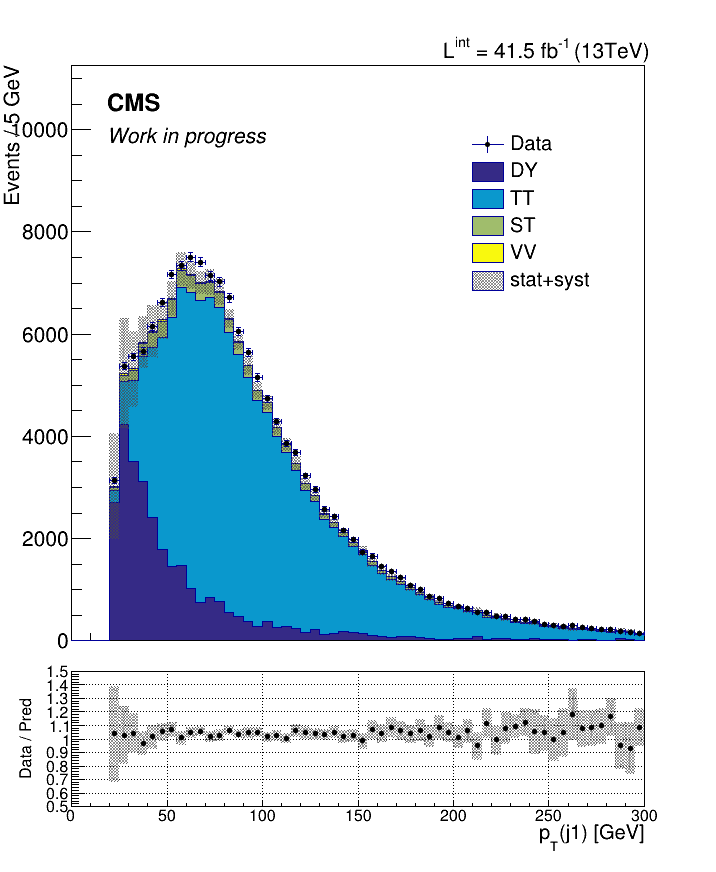 L^int = 41.5 fb^-1 (13TeV)
CMS
Work in progress
Events / 5 GeV
10000
8000
6000
4000
2000
0
Data
DY
TT
ST
VV
stat+syst
Data / Pred
1.5
1.4
1.3
1.2
1.1
1
0.9
0.8
0.7
0.6
0.5
0 50 100 150 200 250 300
p_T(j1) [GeV]